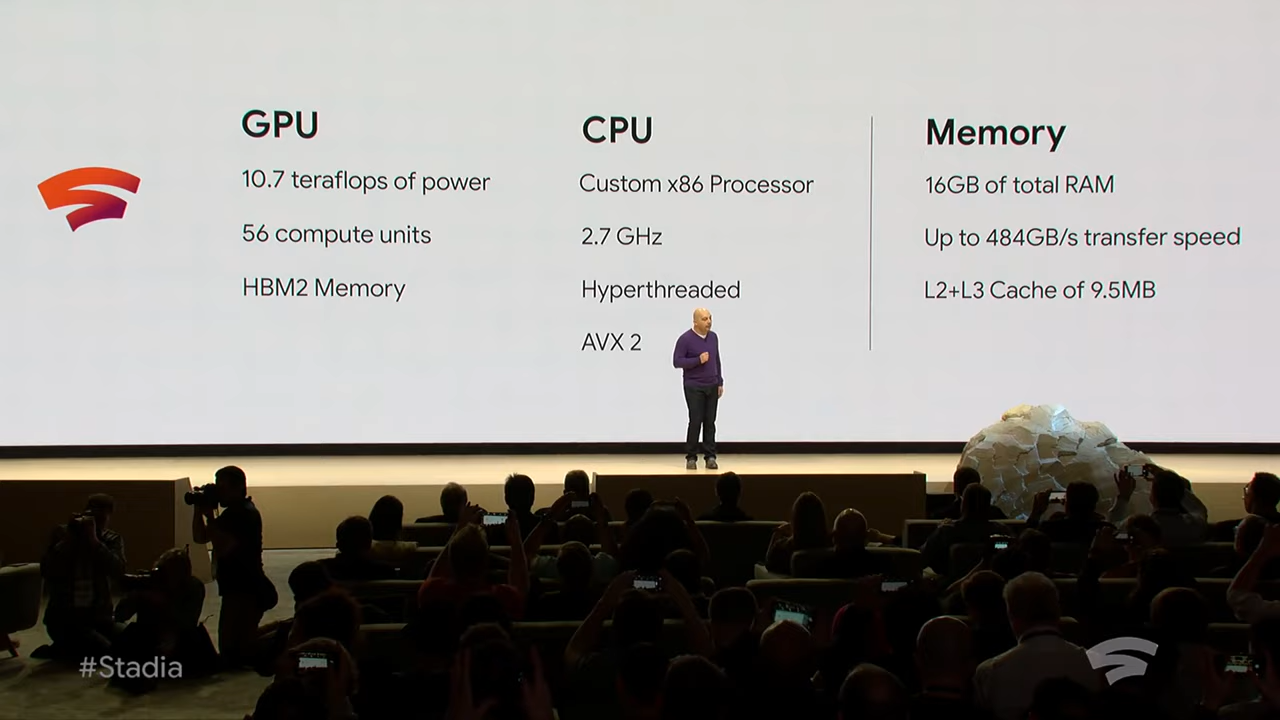 GPU
10.7 teraflops of power
56 compute units
HBM2 Memory
CPU
Custom x86 Processor
2.7 GHz
Hyperthreaded
AVX 2
Memory
16GB of total RAM
Up to 484GB/s transfer speed
L2+L3 Cache of 9.5MB
#Stadia